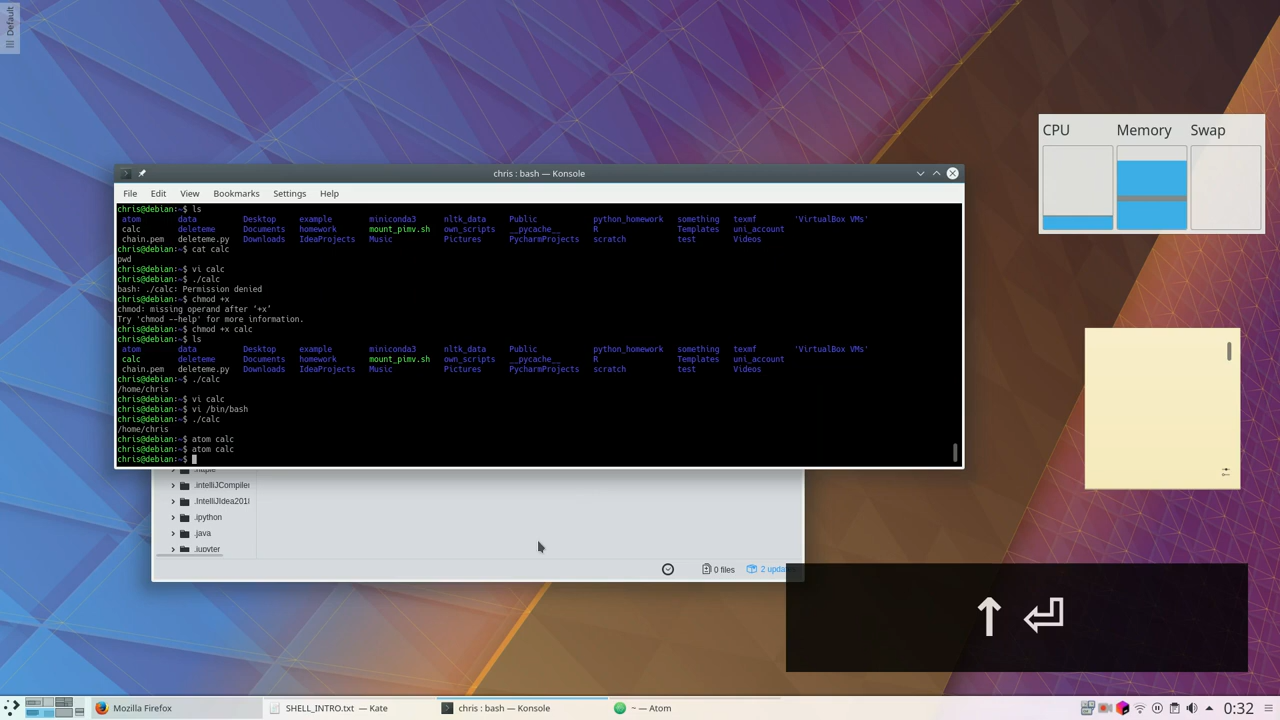 Default
CPU Memory Swap
chris : bash — Konsole
File Edit View Bookmarks Settings Help
chris@debian:~$ ls
atom data Desktop example miniconda3 nltk_data Public python_homework something texmf 'VirtualBox VMs'
calc deleteme Documents homework mount_pimv.sh own_scripts __pycache__ R Templates uni_account
chain.pem deleteme.py Downloads IdeaProjects Music Pictures PycharmProjects scratch test Videos
chris@debian:~$ cat calc
pwd
chris@debian:~$ vi calc
chris@debian:~$ ./calc
bash: ./calc: Permission denied
chris@debian:~$ chmod +x
chmod: missing operand after ‘+x’
Try 'chmod --help' for more information.
chris@debian:~$ chmod +x calc
chris@debian:~$ ls
atom data Desktop example miniconda3 nltk_data Public python_homework something texmf 'VirtualBox VMs'
calc deleteme Documents homework mount_pimv.sh own_scripts __pycache__ R Templates uni_account
chain.pem deleteme.py Downloads IdeaProjects Music Pictures PycharmProjects scratch test Videos
chris@debian:~$ ./calc
/home/chris
chris@debian:~$ vi calc
chris@debian:~$ vi /bin/bash
chris@debian:~$ ./calc
/home/chris
chris@debian:~$ atom calc
chris@debian:~$ atom calc
chris@debian:~$
.intelliJCompiler
.IntelliJIdea2018
.ipython
.java
.jupyter
0 files 2 upda
↑ ⏎
Mozilla Firefox SHELL_INTRO.txt — Kate chris : bash — Konsole ~ — Atom 0:32